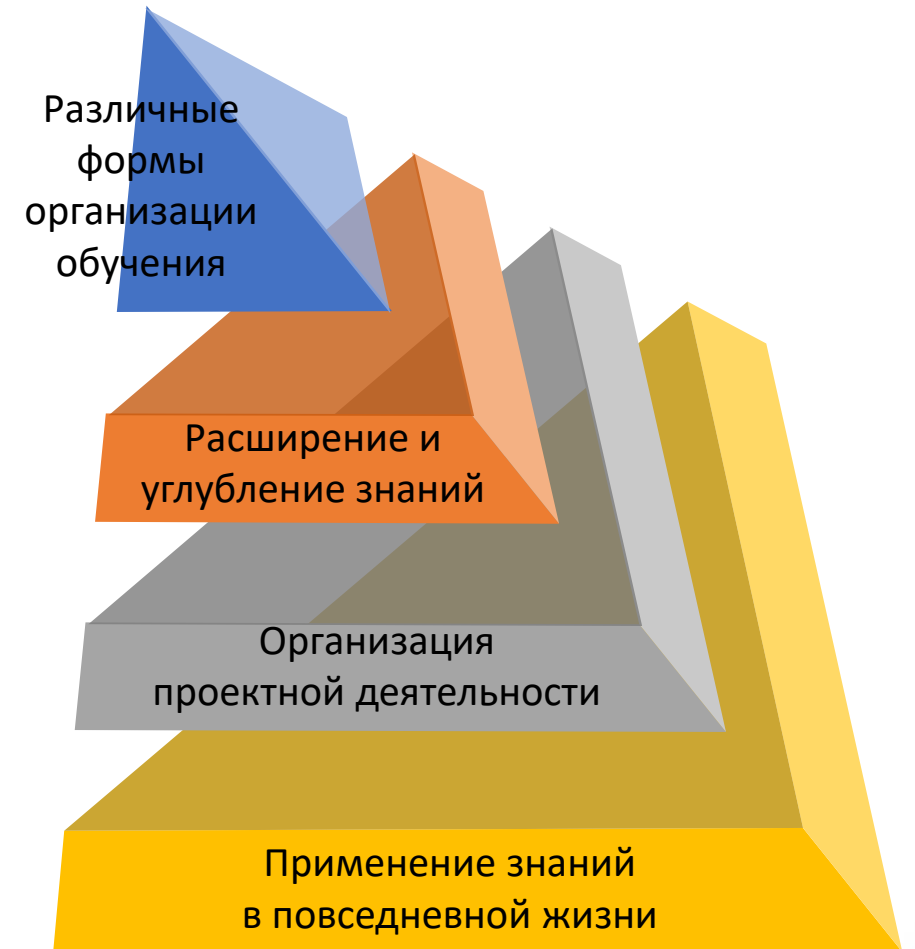 Различные
формы
организации
обучения
Расширение и
углубление знаний
Организация
проектной деятельности
Применение знаний
в повседневной жизни